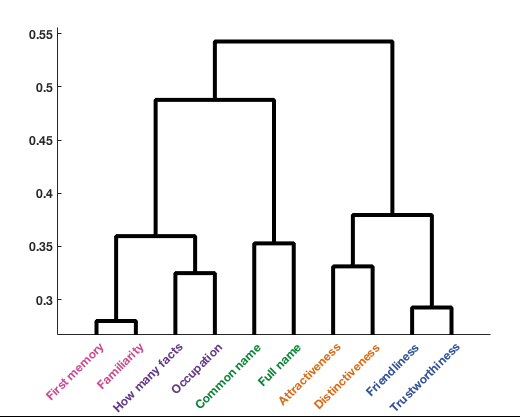 0.55
0.5
0.45
0.4
0.35
0.3
First memory
Familiarity
How many facts
Occupation
Common name
Full name
Attractiveness
Distinctiveness
Friendliness
Trustworthiness